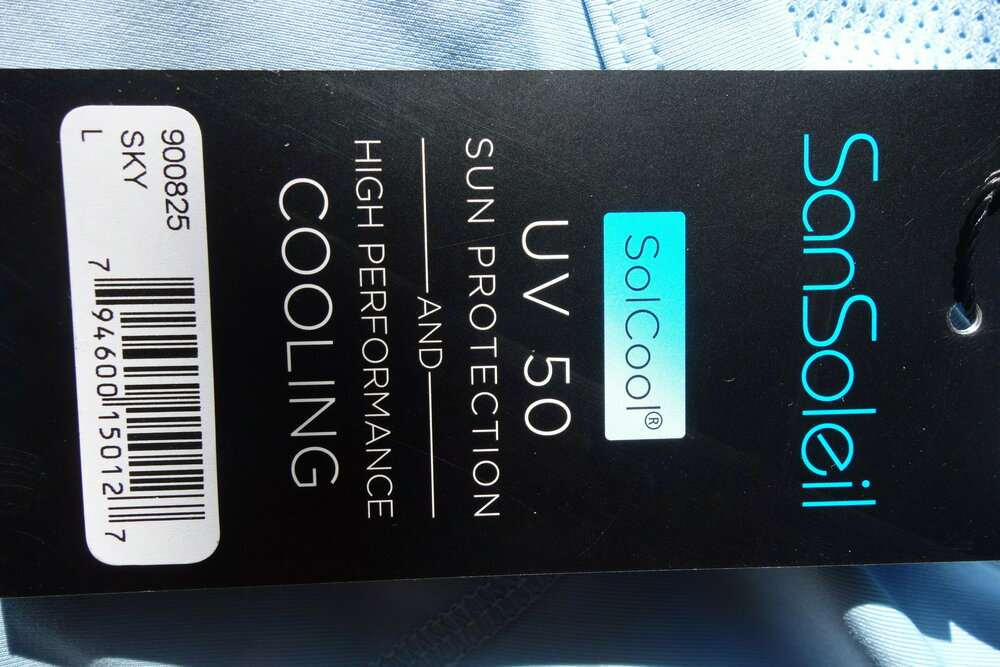 SanSoleil
SolCool®
UV 50
SUN PROTECTION
AND
HIGH PERFORMANCE
COOLING
900825
SKY
L
7 94600 15012 7